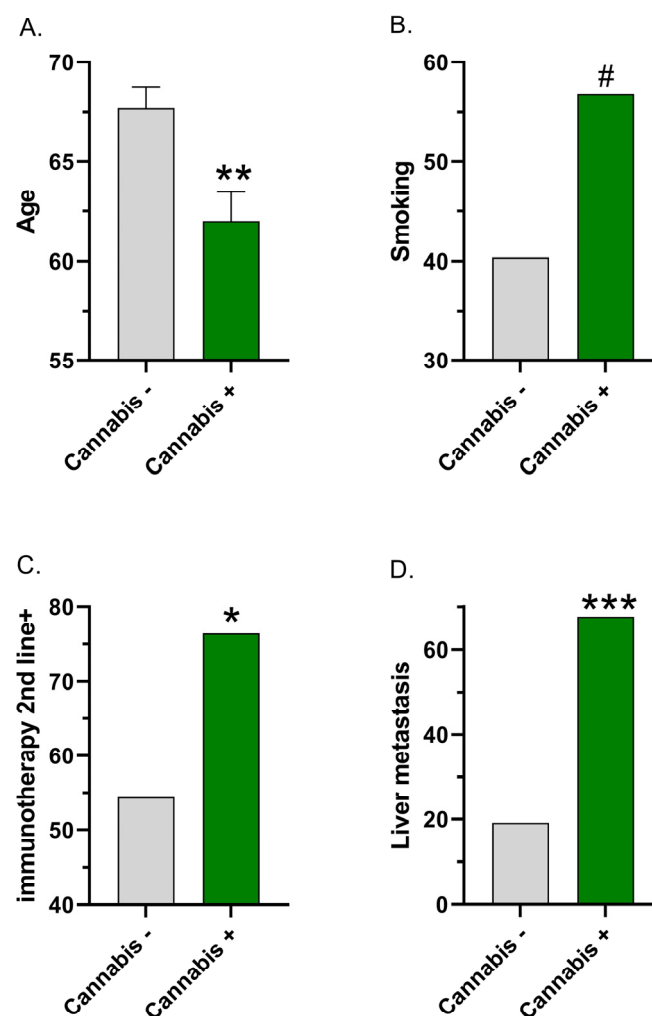 A.
Age
70
65
60
55
**
Cannabis -
Cannabis +
B.
Smoking
60
50
40
30
#
Cannabis -
Cannabis +
C.
immunotherapy 2nd line+
80
70
60
50
40
*
Cannabis -
Cannabis +
D.
Liver metastasis
60
40
20
0
***
Cannabis -
Cannabis +